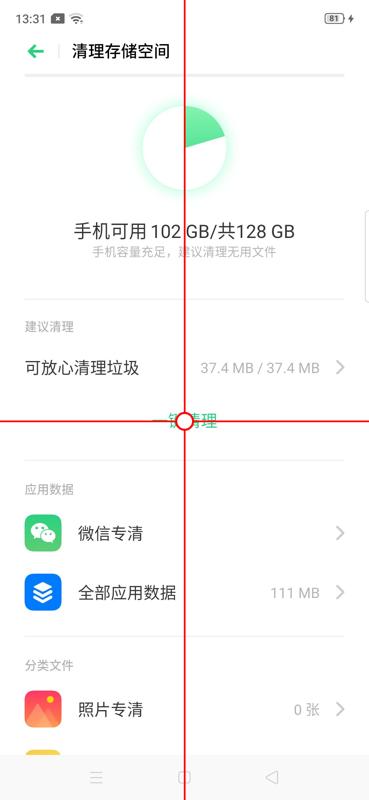 13:31
81
清理存储空间
手机可用 102 GB/共128 GB
手机容量充足，建议清理无用文件
建议清理
可放心清理垃圾 37.4 MB / 37.4 MB
一键清理
应用数据
微信专清
全部应用数据 111 MB
分类文件
照片专清 0 张